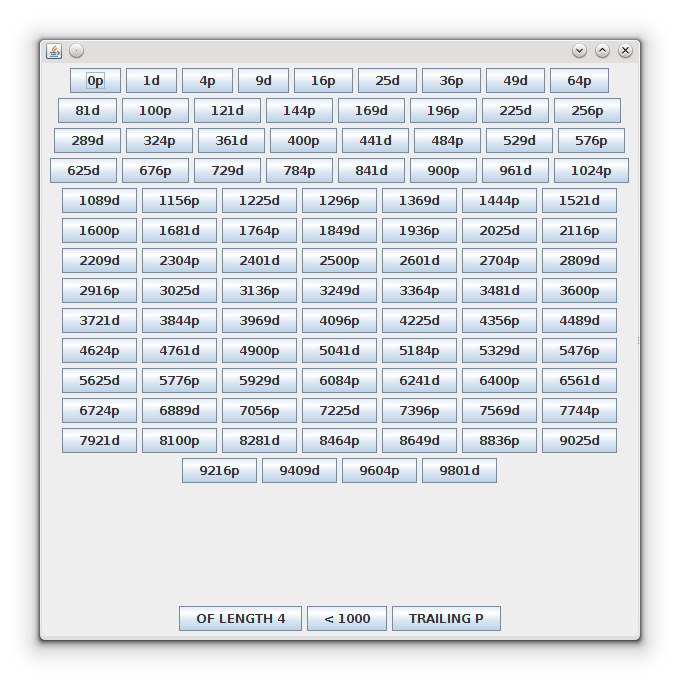 0p 1d 4p 9d 16p 25d 36p 49d 64p
81d 100p 121d 144p 169d 196p 225d 256p
289d 324p 361d 400p 441d 484p 529d 576p
625d 676p 729d 784p 841d 900p 961d 1024p
1089d 1156p 1225d 1296p 1369d 1444p 1521d
1600p 1681d 1764p 1849d 1936p 2025d 2116p
2209d 2304p 2401d 2500p 2601d 2704p 2809d
2916p 3025d 3136p 3249d 3364p 3481d 3600p
3721d 3844p 3969d 4096p 4225d 4356p 4489d
4624p 4761d 4900p 5041d 5184p 5329d 5476p
5625d 5776p 5929d 6084p 6241d 6400p 6561d
6724p 6889d 7056p 7225d 7396p 7569d 7744p
7921d 8100p 8281d 8464p 8649d 8836p 9025d
9216p 9409d 9604p 9801d
OF LENGTH 4 < 1000 TRAILING P